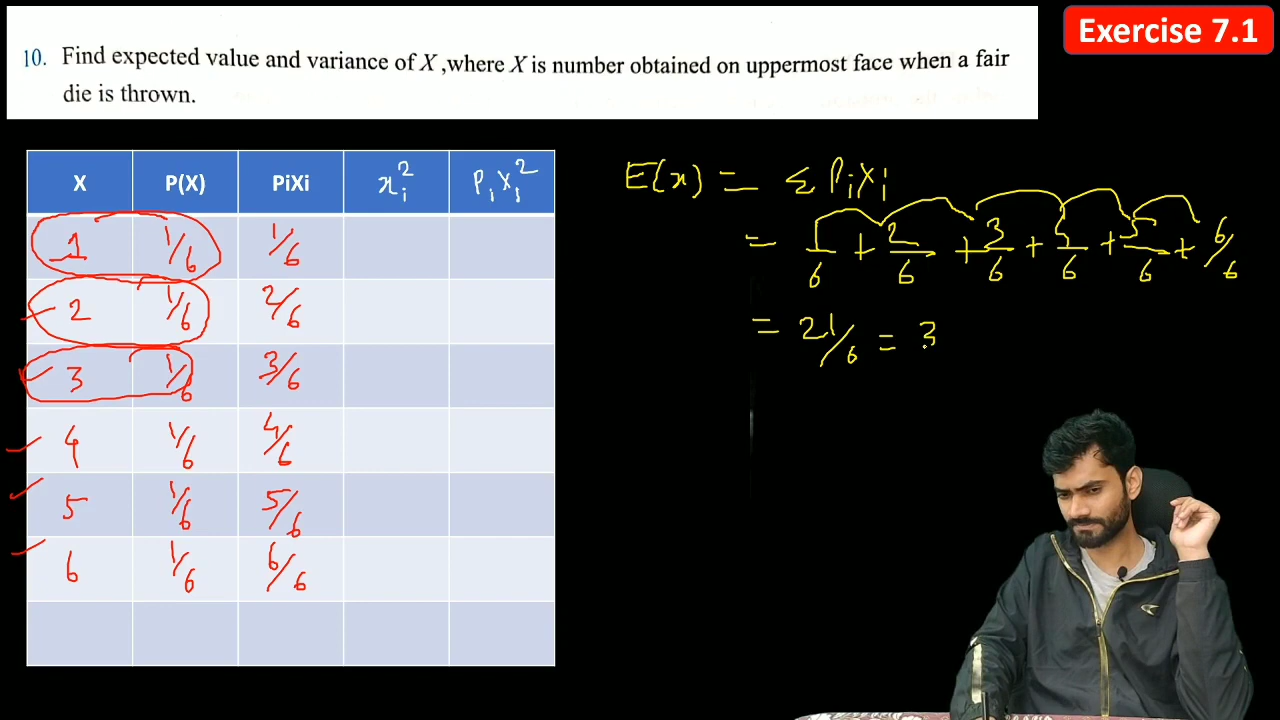 Exercise 7.1
10. Find expected value and variance of X ,where X is number obtained on uppermost face when a fair
die is thrown.
X P(X) PiXi xᵢ² PᵢXᵢ²
1 1/6 1/6
2 1/6 2/6
3 1/6 3/6
4 1/6 4/6
5 1/6 5/6
6 1/6 6/6
E(x) = Σ PᵢXᵢ
= 1/6 + 2/6 + 3/6 + 4/6 + 5/6 + 6/6
= 21/6 = 3.